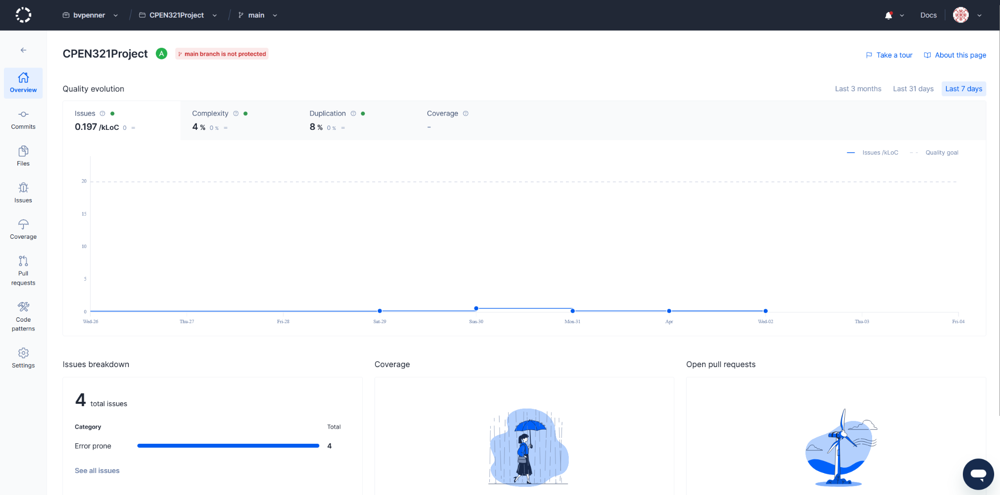 bvpenner CPEN321Project main Docs
CPEN321Project A main branch is not protected
Take a tour About this page
Overview
Commits
Files
Issues
Coverage
Pull
requests
Code
patterns
Settings
Quality evolution
Last 3 months Last 31 days Last 7 days
Issues
0.197 /kLoC 0 =
Complexity
4 % 0 % =
Duplication
8 % 0 % =
Coverage
-
Issues /kLoC Quality goal
20
15
10
5
0
Wed-26 Thu-27 Fri-28 Sat-29 Sun-30 Mon-31 Apr Wed-02 Thu-03 Fri-04
Issues breakdown
4 total issues
Category Total
Error prone 4
See all issues
Coverage
Open pull requests